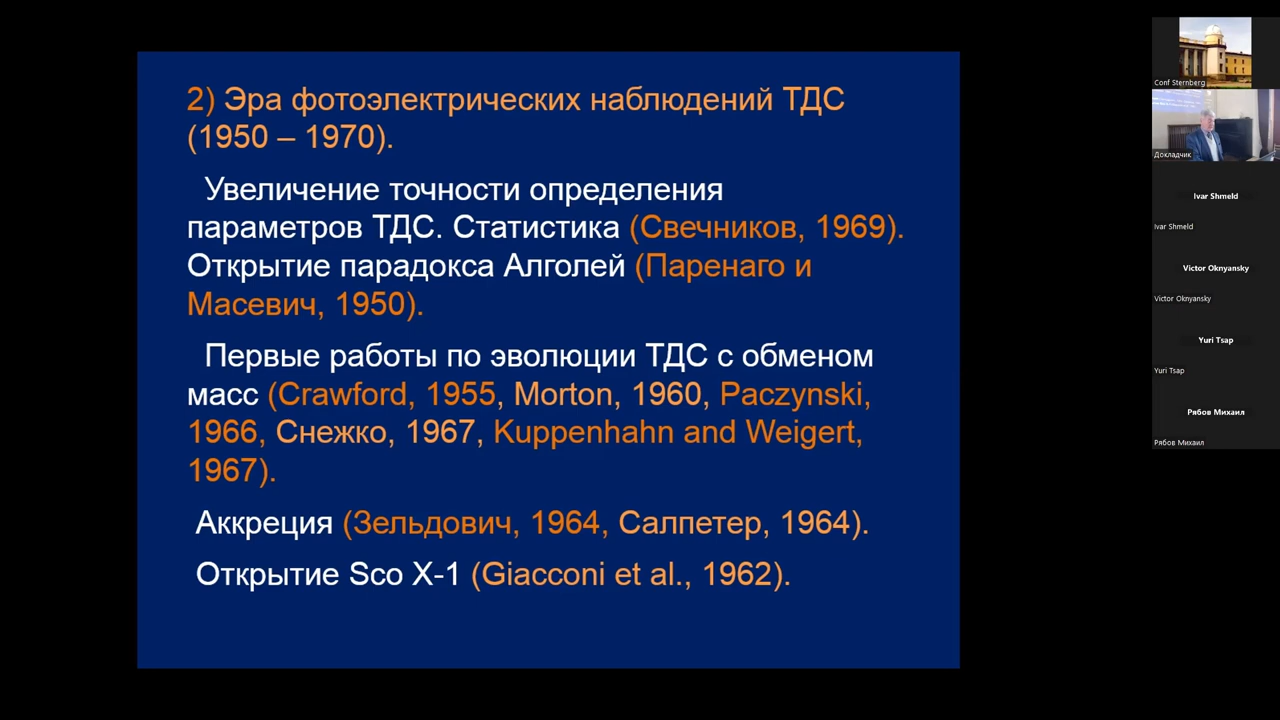 2) Эра фотоэлектрических наблюдений ТДС
(1950 – 1970).
Увеличение точности определения
параметров ТДС. Статистика (Свечников, 1969).
Открытие парадокса Алголей (Паренаго и
Масевич, 1950).
Первые работы по эволюции ТДС с обменом
масс (Crawford, 1955, Morton, 1960, Paczynski,
1966, Снежко, 1967, Kuppenhahn and Weigert,
1967).
Аккреция (Зельдович, 1964, Салпетер, 1964).
Открытие Sco X-1 (Giacconi et al., 1962).
Conf Sternberg
Докладчик
Ivar Shmeld
Ivar Shmeld
Victor Oknyansky
Victor Oknyansky
Yuri Tsap
Yuri Tsap
Рябов Михаил
Рябов Михаил